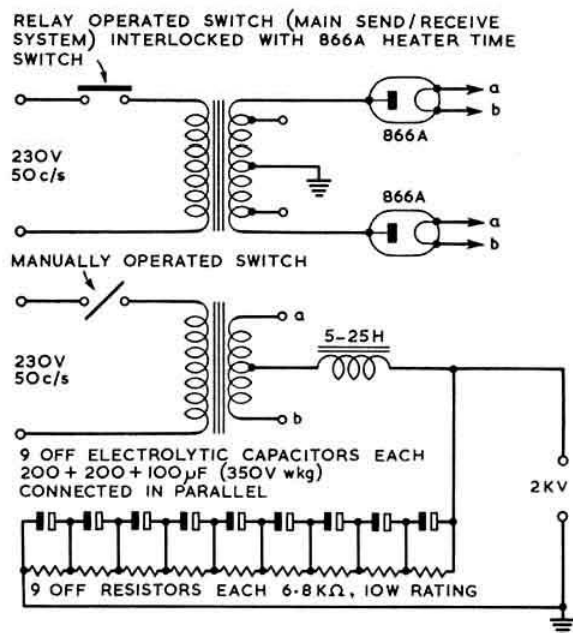 RELAY OPERATED SWITCH (MAIN SEND/RECEIVE
SYSTEM) INTERLOCKED WITH 866A HEATER TIME
SWITCH
a
b
866A
230V
50c/s
866A
a
b
MANUALLY OPERATED SWITCH
a
5-25H
230V
50c/s
b
9 OFF ELECTROLYTIC CAPACITORS EACH
200+200+100µF (350V wkg)
CONNECTED IN PARALLEL
2KV
9 OFF RESISTORS EACH 6·8KΩ, 10W RATING